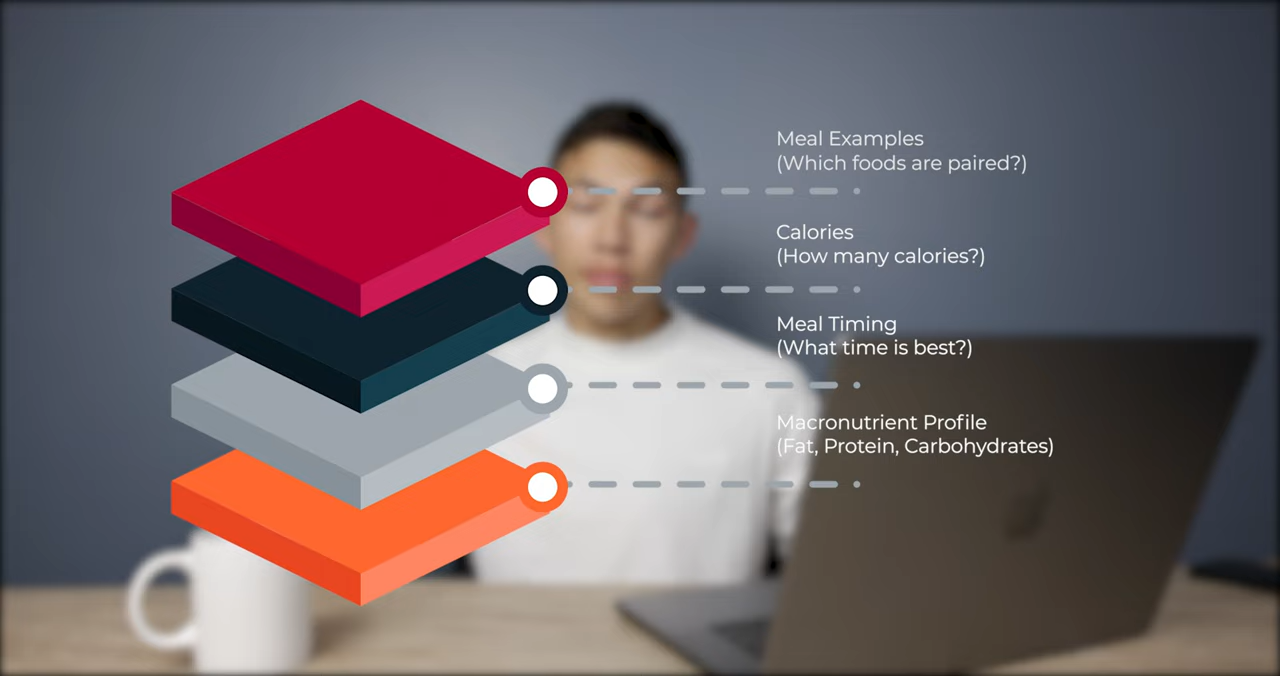 Meal Examples
(Which foods are paired?)
Calories
(How many calories?)
Meal Timing
(What time is best?)
Macronutrient Profile
(Fat, Protein, Carbohydrates)